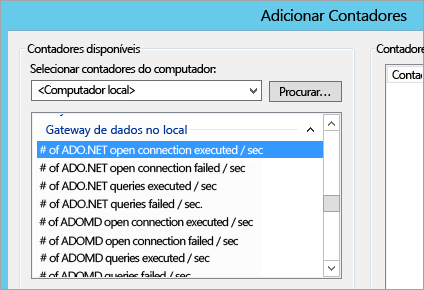 Adicionar Contadores
Contadores disponíveis
Contadore
Selecionar contadores do computador:
Conta
<Computador local>
Procurar...
Gateway de dados no local
# of ADO.NET open connection executed / sec
# of ADO.NET open connection failed / sec
# of ADO.NET queries executed / sec
# of ADO.NET queries failed / sec.
# of ADOMD open connection executed / sec
# of ADOMD open connection failed / sec
# of ADOMD queries executed / sec
# of ADOMD queries failed / sec